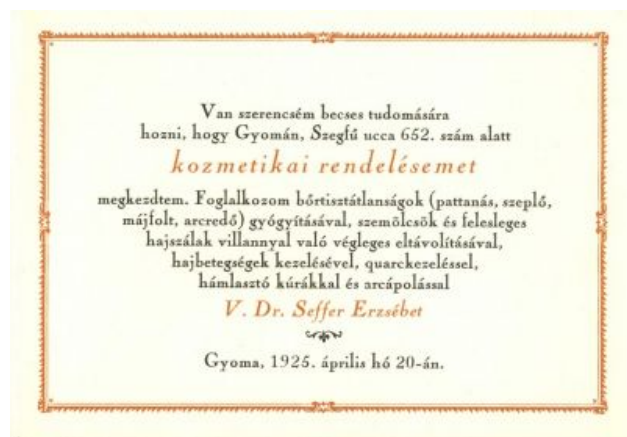 Van szerencsém becses tudomására
hozni, hogy Gyomán, Szegfű ucca 652. szám alatt
kozmetikai rendelésemet
megkezdtem. Foglalkozom bőrtisztátlanságok (pattanás, szeplő,
májfolt, arcredő) gyógyításával, szemölcsök és felesleges
hajszálak villannyal való végleges eltávolításával,
hajbetegségek kezelésével, quarckezeléssel,
hámlasztó kúrákkal és arcápolással
V. Dr. Seffer Erzsébet
Gyoma, 1925. április hó 20-án.